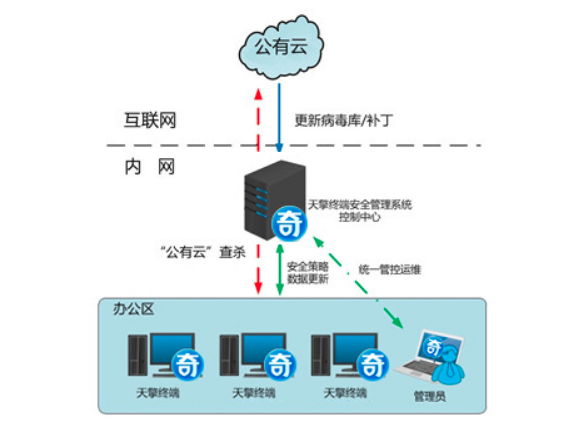 公有云
互联网
更新病毒库/补丁
内 网
奇
天擎终端安全管理系统
控制中心
“公有云” 查杀
安全策略
数据更新
统一管控运维
办公区
奇
奇
奇
奇
天擎终端
天擎终端
天擎终端
管理员